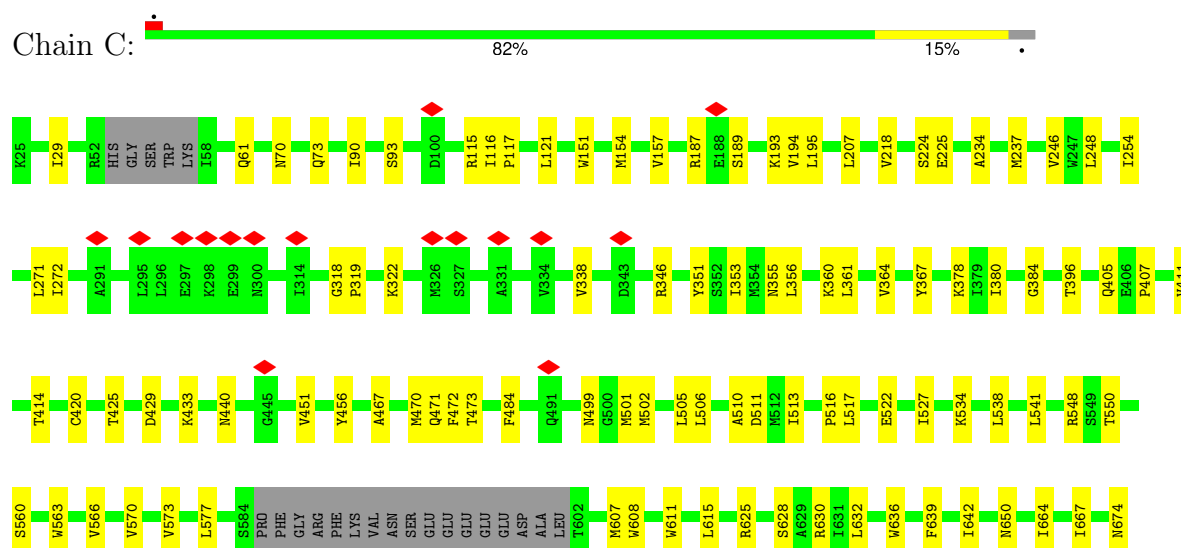 Chain C:
82% 15%
K25 I29 R52 HIS GLY SER TRP LYS I58 Q61 N70 Q73 I90 S93 D100 R115 I116 P117 L121 W151 M154 V157 R187 E188 S189 K193 V194 L195 L207 V218 S224 E225 A234 M237 V246 W247 L248 I254
L271 I272 A291 L295 L296 E297 K298 E299 N300 I314 G318 P319 K322 M326 S327 A331 V334 V338 D343 R346 Y351 S352 I353 M354 N355 L356 K360 L361 V364 Y367 K378 I379 I380 G384 T396 Q405 E406 P407
T414 C420 T425 D429 K433 N440 G445 V451 Y456 A467 M470 Q471 F472 T473 F484 Q491 N499 G500 M501 M502 L505 L506 A510 D511 M512 I513 P516 L517 E522 I527 K534 L538 L541 R548 S549 T550
S560 W563 V566 V570 V573 L577 S584 PRO PHE GLY ARG PHE LYS VAL ASN SER GLU GLU GLU GLU GLU ASP ALA LEU T602 M607 W608 W611 L615 R625 S628 A629 R630 I631 L632 W636 F639 I642 N650 I664 I667 N674